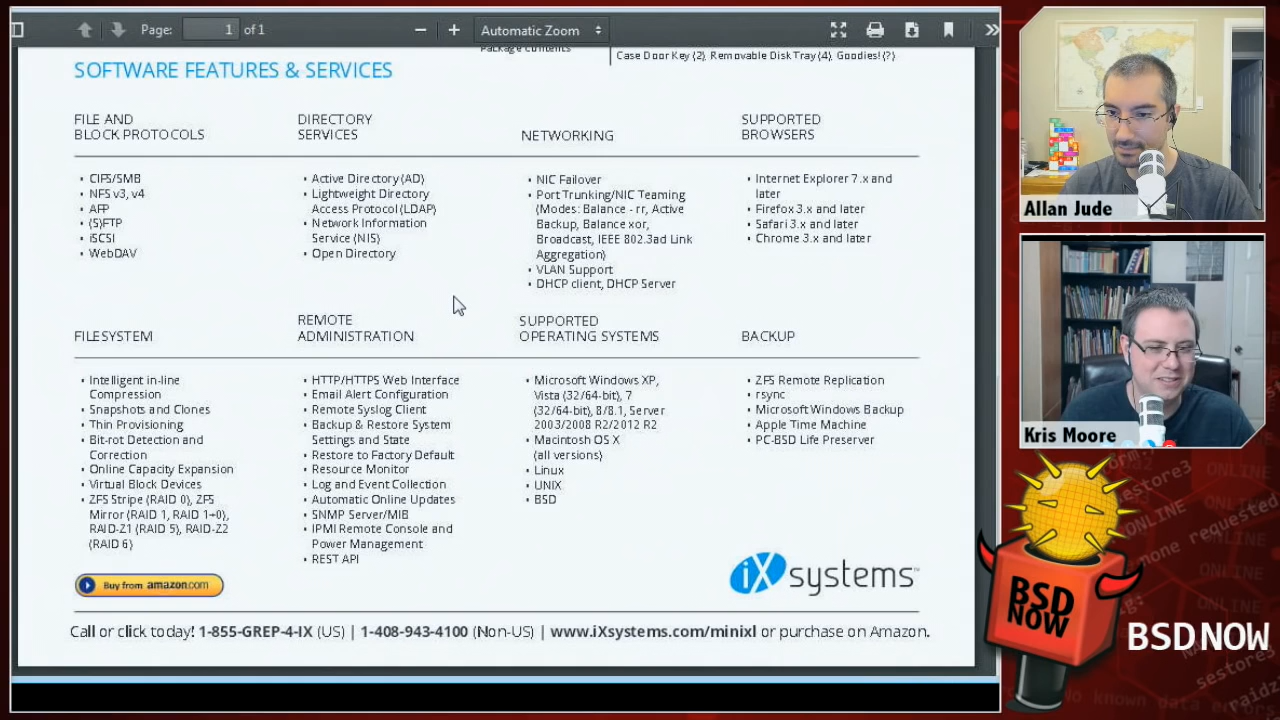 Page: 1 of 1
Automatic Zoom
Package Contents
Case Door Key (2), Removable Disk Tray (4), Goodies! (?)
SOFTWARE FEATURES & SERVICES
FILE AND
BLOCK PROTOCOLS
• CIFS/SMB
• NFS v3, v4
• AFP
• (S)FTP
• iSCSI
• WebDAV
DIRECTORY
SERVICES
• Active Directory (AD)
• Lightweight Directory
Access Protocol (LDAP)
• Network Information
Service (NIS)
• Open Directory
NETWORKING
• NIC Failover
• Port Trunking/NIC Teaming
(Modes: Balance - rr, Active
Backup, Balance xor,
Broadcast, IEEE 802.3ad Link
Aggregation)
• VLAN Support
• DHCP client, DHCP Server
SUPPORTED
BROWSERS
• Internet Explorer 7.x and
later
• Firefox 3.x and later
• Safari 3.x and later
• Chrome 3.x and later
FILESYSTEM
• Intelligent in-line
Compression
• Snapshots and Clones
• Thin Provisioning
• Bit-rot Detection and
Correction
• Online Capacity Expansion
• Virtual Block Devices
• ZFS Stripe (RAID 0), ZFS
Mirror (RAID 1, RAID 1+0),
RAID-Z1 (RAID 5), RAID-Z2
(RAID 6)
REMOTE
ADMINISTRATION
• HTTP/HTTPS Web Interface
• Email Alert Configuration
• Remote Syslog Client
• Backup & Restore System
Settings and State
• Restore to Factory Default
• Resource Monitor
• Log and Event Collection
• Automatic Online Updates
• SNMP Server/MIB
• IPMI Remote Console and
Power Management
• REST API
SUPPORTED
OPERATING SYSTEMS
• Microsoft Windows XP,
Vista (32/64-bit), 7
(32/64-bit), 8/8.1, Server
2003/2008 R2/2012 R2
• Macintosh OS X
(all versions)
• Linux
• UNIX
• BSD
BACKUP
• ZFS Remote Replication
• rsync
• Microsoft Windows Backup
• Apple Time Machine
• PC-BSD Life Preserver
Buy from amazon.com
iX systems™
Call or click today! 1-855-GREP-4-IX (US) | 1-408-943-4100 (Non-US) | www.iXsystems.com/minixl or purchase on Amazon.
Allan Jude
Kris Moore
BSD
NOW
BSD NOW